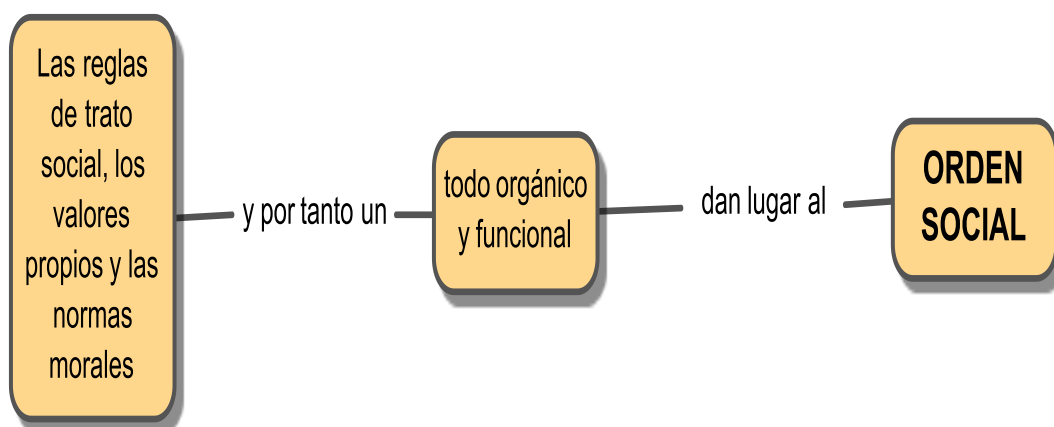 Las reglas
de trato
social, los
valores
propios y las
normas
morales
y por tanto un
todo orgánico
y funcional
dan lugar al
ORDEN
SOCIAL